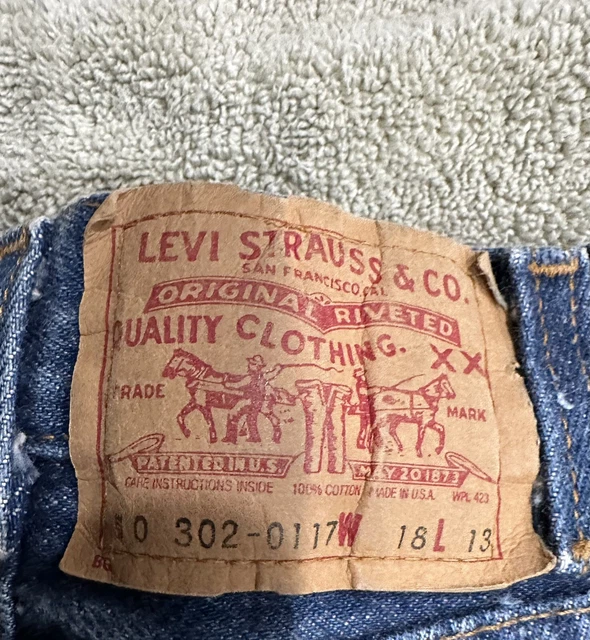 LEVI STRAUSS & CO.
SAN FRANCISCO, CAL
ORIGINAL RIVETED
QUALITY CLOTHING. XX
TRADE MARK
PATENTED IN U.S. MAY 20 1873
CARE INSTRUCTIONS INSIDE 100% COTTON MADE IN U.S.A. WPL 423
10 302-0117 W 18 L 13